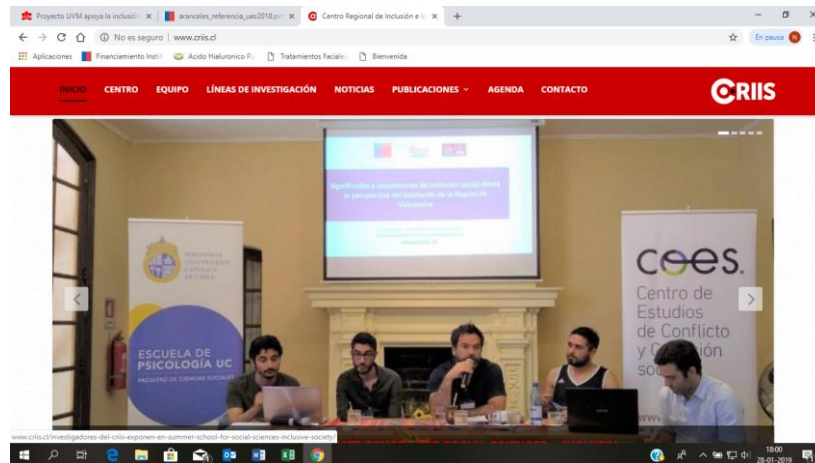 Proyecto UVM apoya la inclusión
aranceles_referencia_ues2018.pd
Centro Regional de Inclusión e I
No es seguro | www.criis.cl
En pausa
N
Aplicaciones
Financiamiento Insti
Acido Hialuronico P
Tratamientos Faciale
Bienvenida
INICIO
CENTRO
EQUIPO
LÍNEAS DE INVESTIGACIÓN
NOTICIAS
PUBLICACIONES
AGENDA
CONTACTO
CRIIS
Significados y experiencias de inclusión social desde
la perspectiva del habitante de la Región de
Valparaíso
PONTIFICIA
UNIVERSIDAD
CATÓLICA
DE CHILE
ESCUELA DE
PSICOLOGÍA UC
FACULTAD DE CIENCIAS SOCIALES
coes.
Centro de
Estudios
de Conflicto
y
www.criis.cl/investigadores-del-criis-exponen-en-summer-school-for-social-sciences-inclusive-society/
18:00
28-01-2019